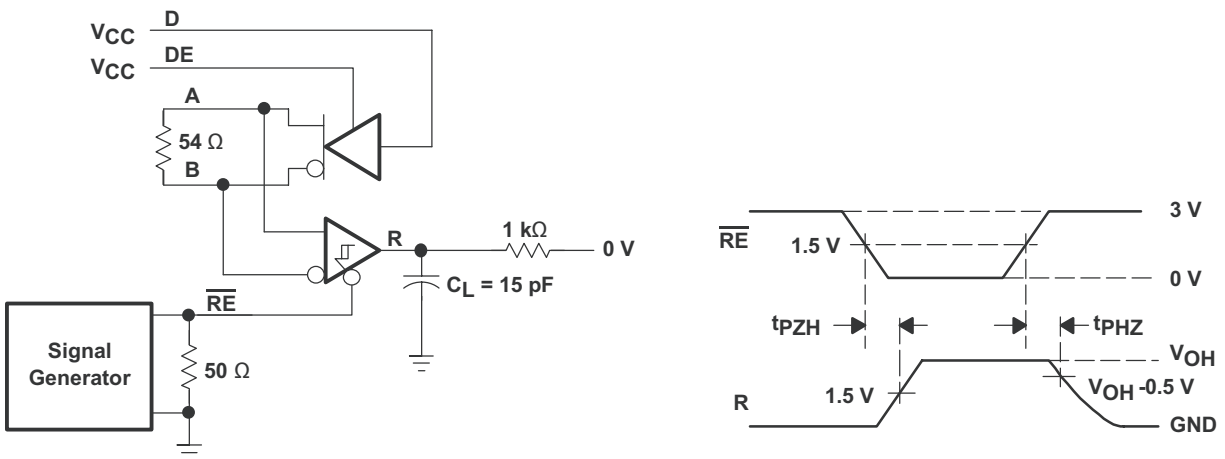 VCC D
VCC DE
A
54 Ω
B
R
1 kΩ
0 V
CL = 15 pF
RE
Signal
Generator
50 Ω
3 V
RE
1.5 V
0 V
tPZH
tPHZ
VOH
VOH -0.5 V
1.5 V
R
GND